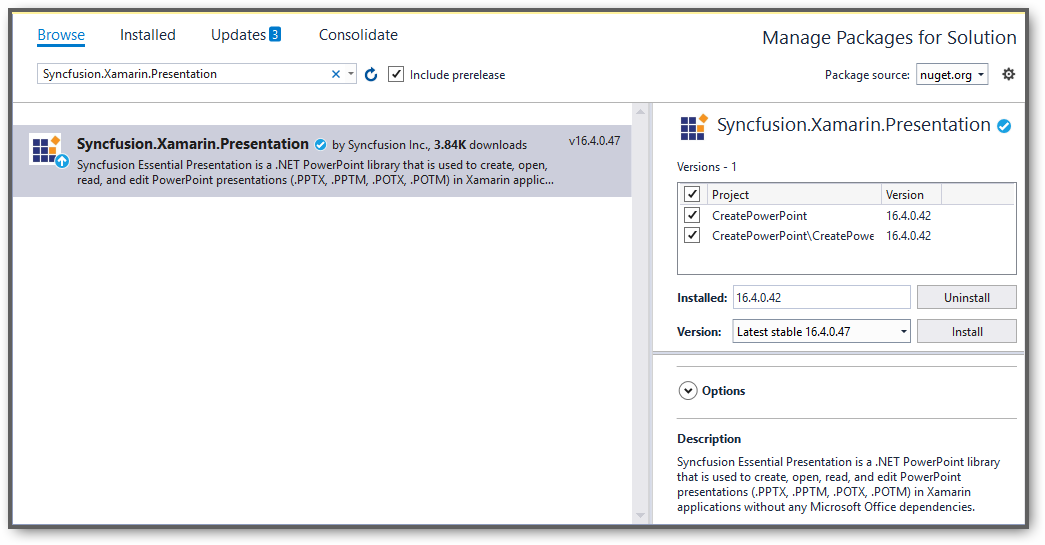 Browse Installed Updates 3 Consolidate
Manage Packages for Solution
Syncfusion.Xamarin.Presentation
Include prerelease
Package source: nuget.org
Syncfusion.Xamarin.Presentation by Syncfusion Inc., 3.84K downloads
v16.4.0.47
Syncfusion Essential Presentation is a .NET PowerPoint library that is used to create, open,
read, and edit PowerPoint presentations (.PPTX, .PPTM, .POTX, .POTM) in Xamarin applic...
Syncfusion.Xamarin.Presentation
Versions - 1
Project Version
CreatePowerPoint 16.4.0.42
CreatePowerPoint\CreatePowe 16.4.0.42
Installed: 16.4.0.42 Uninstall
Version: Latest stable 16.4.0.47 Install
Options
Description
Syncfusion Essential Presentation is a .NET PowerPoint library
that is used to create, open, read, and edit PowerPoint
presentations (.PPTX, .PPTM, .POTX, .POTM) in Xamarin
applications without any Microsoft Office dependencies.